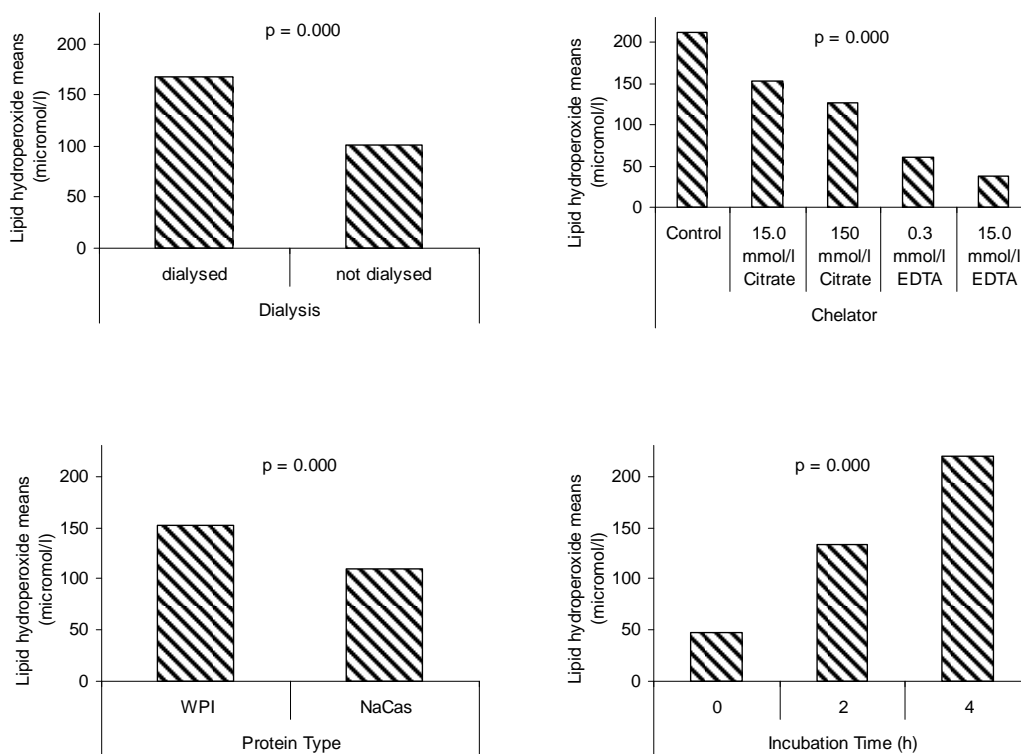 Lipid hydroperoxide means
(micromol/l)
200
150
100
50
0
p = 0.000
dialysed
not dialysed
Dialysis
Lipid hydroperoxide means
(micromol/l)
200
150
100
50
0
p = 0.000
Control
15.0
mmol/l
Citrate
150
mmol/l
Citrate
0.3
mmol/l
EDTA
15.0
mmol/l
EDTA
Chelator
Lipid hydroperoxide means
(micromol/l)
200
150
100
50
0
p = 0.000
WPI
NaCas
Protein Type
Lipid hydroperoxide means
(micromol/l)
200
150
100
50
0
p = 0.000
0
2
4
Incubation Time (h)